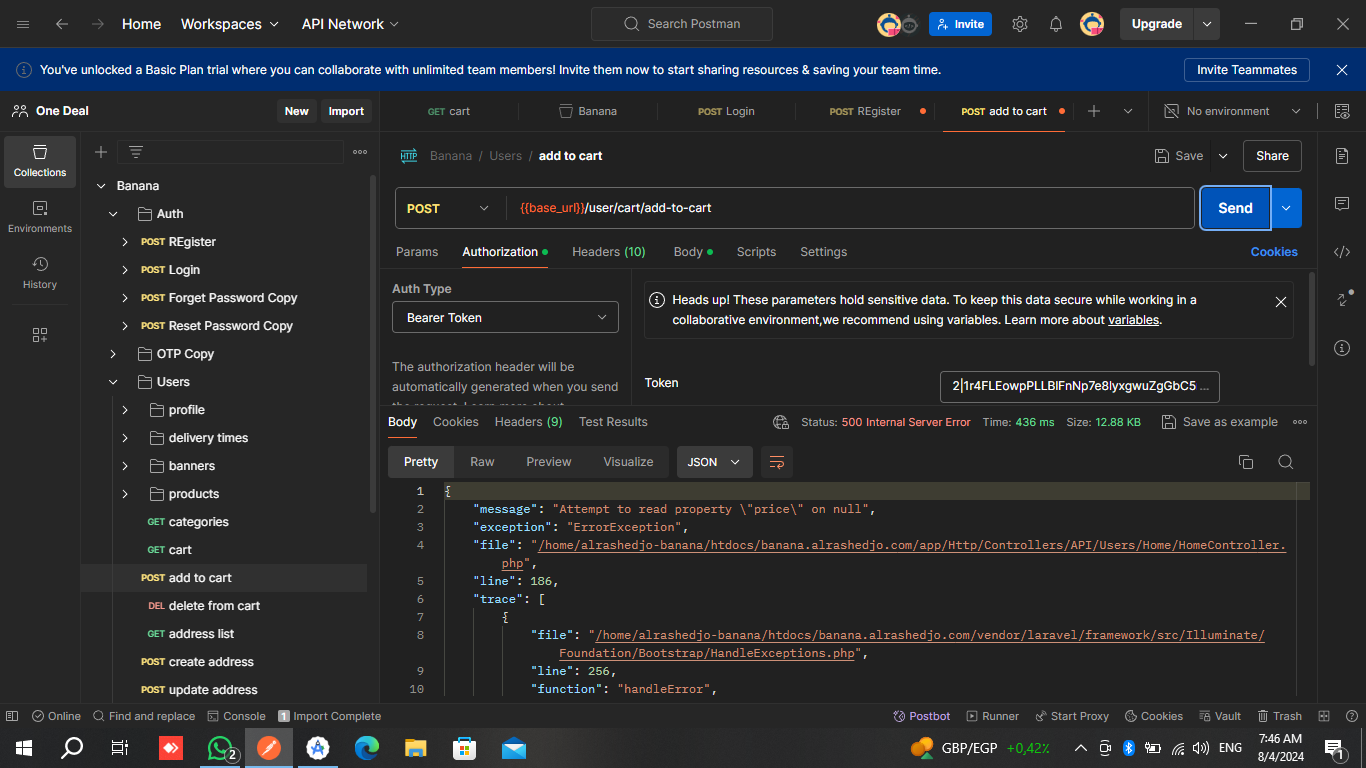 Home Workspaces API Network Search Postman Invite Upgrade
You've unlocked a Basic Plan trial where you can collaborate with unlimited team members! Invite them now to start sharing resources & saving your team time. Invite Teammates
One Deal New Import GET cart Banana POST Login POST REgister POST add to cart No environment
Collections
Environments
History
Banana
Auth
POST REgister
POST Login
POST Forget Password Copy
POST Reset Password Copy
OTP Copy
Users
profile
delivery times
banners
products
GET categories
GET cart
POST add to cart
DEL delete from cart
GET address list
POST create address
POST update address
HTTP Banana / Users / add to cart Save Share
POST {{base_url}}/user/cart/add-to-cart Send
Params Authorization Headers (10) Body Scripts Settings Cookies
Auth Type
Bearer Token
The authorization header will be
automatically generated when you send
the request. Learn more about
Heads up! These parameters hold sensitive data. To keep this data secure while working in a
collaborative environment,we recommend using variables. Learn more about variables.
Token 2|1r4FLEowpPLLBlFnNp7e8lyxgwuZgGbC5 ...
Body Cookies Headers (9) Test Results Status: 500 Internal Server Error Time: 436 ms Size: 12.88 KB Save as example
Pretty Raw Preview Visualize JSON
1 {
2 "message": "Attempt to read property \"price\" on null",
3 "exception": "ErrorException",
4 "file": "/home/alrashedjo-banana/htdocs/banana.alrashedjo.com/app/Http/Controllers/API/Users/Home/HomeController.
php",
5 "line": 186,
6 "trace": [
7 {
8 "file": "/home/alrashedjo-banana/htdocs/banana.alrashedjo.com/vendor/laravel/framework/src/Illuminate/
Foundation/Bootstrap/HandleExceptions.php",
9 "line": 256,
10 "function": "handleError",
Online Find and replace Console 1 Import Complete Postbot Runner Start Proxy Cookies Vault Trash
2 GBP/EGP +0,42% ENG 7:46 AM
8/4/2024 1